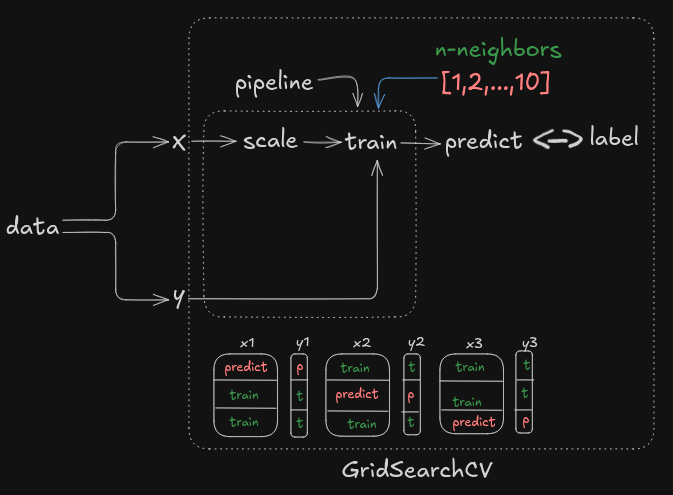 n-neighbors
pipeline
[1,2,...,10]
x scale train predict <--> label
data
y
x1 y1 x2 y2 x3 y3
predict p train t train t
train t predict p train t
train t train t predict p
GridSearchCV